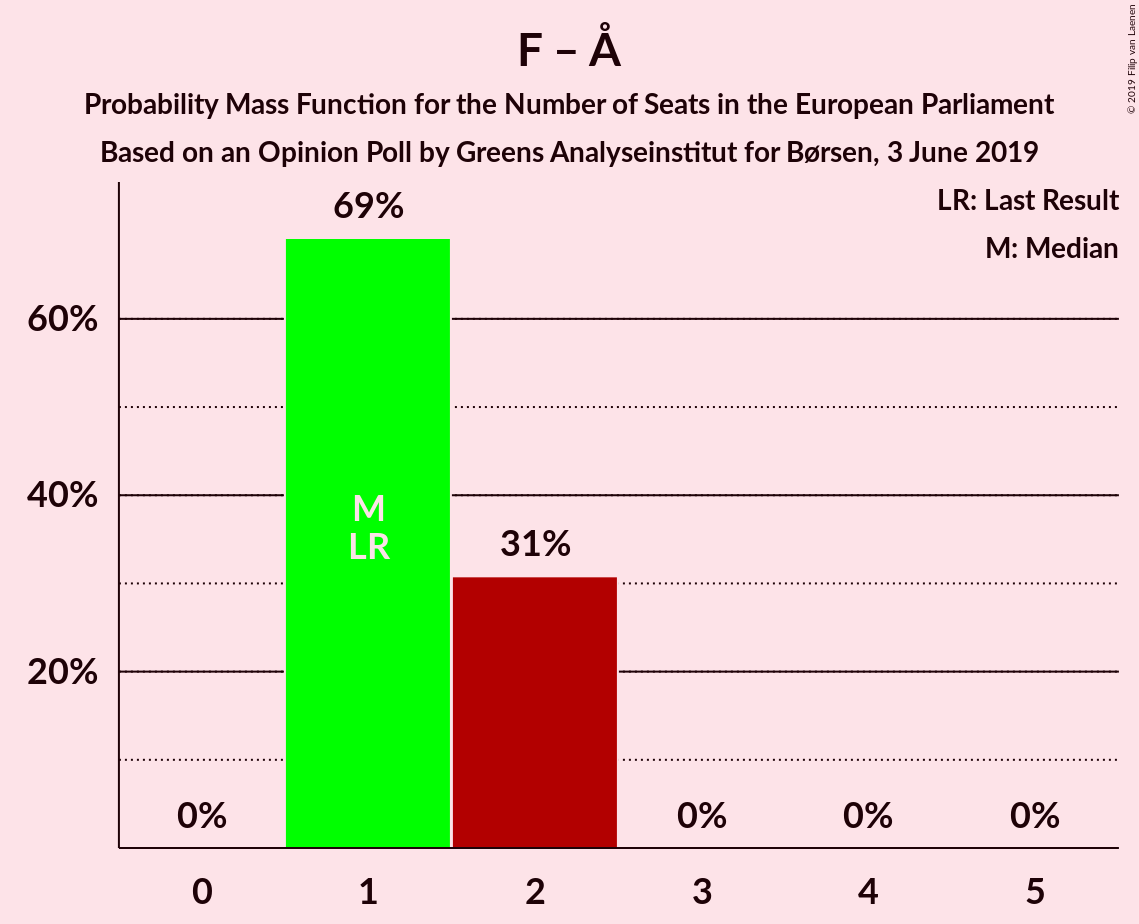 F – Å
Probability Mass Function for the Number of Seats in the European Parliament
Based on an Opinion Poll by Greens Analyseinstitut for Børsen, 3 June 2019
© 2019 Filip van Laenen
LR: Last Result
M: Median
69%
60%
40%
M
LR
31%
20%
0%
0%
0%
0%
0
1
2
3
4
5